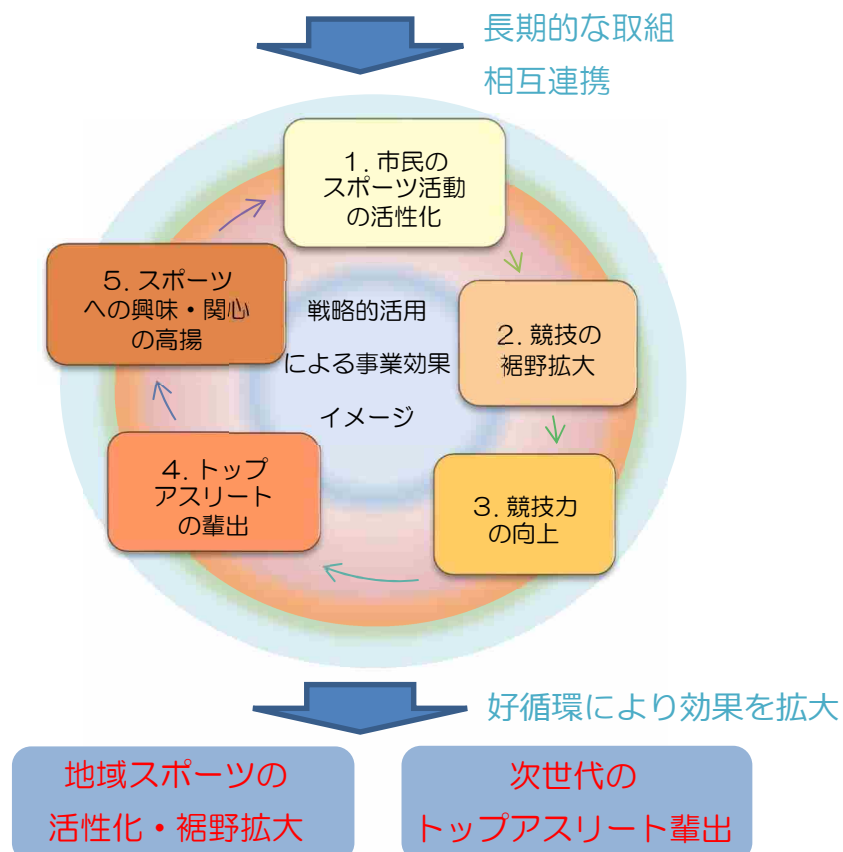 長期的な取組
相互連携
１．市民の
スポーツ活動
の活性化
２．競技の
裾野拡大
３．競技力
の向上
４．トップ
アスリート
の輩出
５．スポーツ
への興味・関心
の高揚
戦略的活用
による事業効果
イメージ
好循環により効果を拡大
地域スポーツの
活性化・裾野拡大
次世代の
トップアスリート輩出